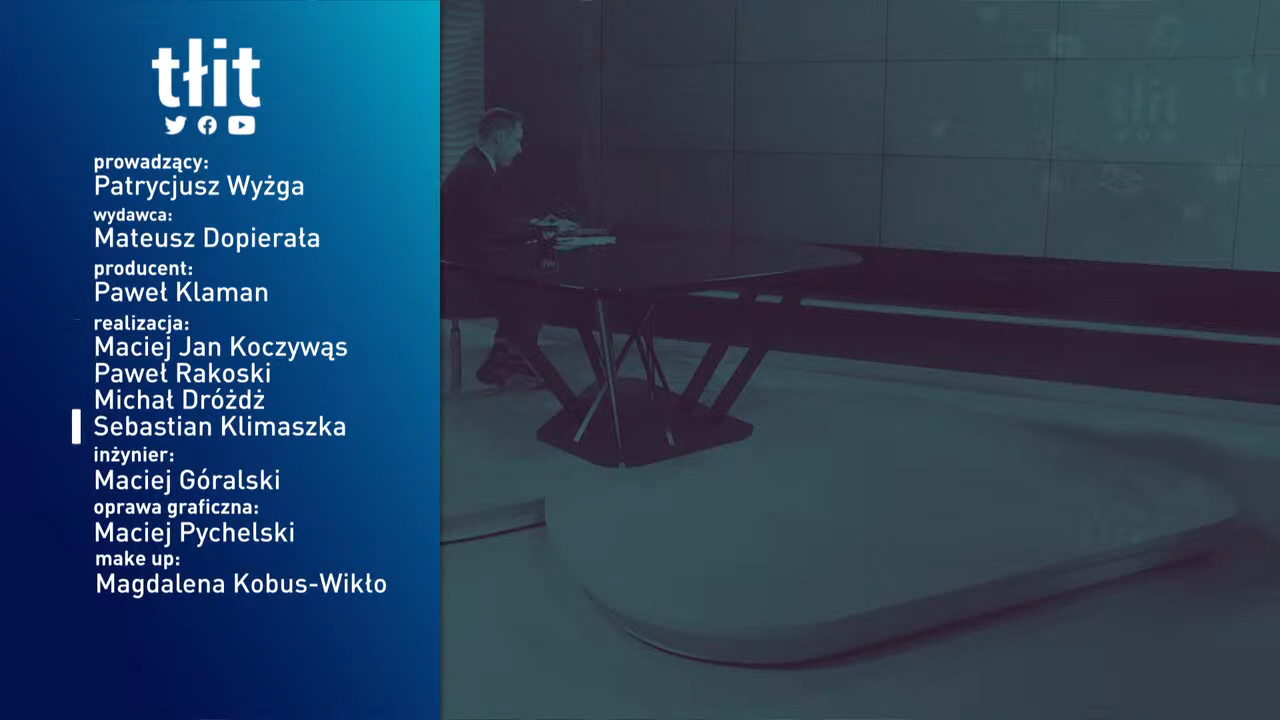 tłit
prowadzący:
Patrycjusz Wyżga
wydawca:
Mateusz Dopierała
producent:
Paweł Klaman
realizacja:
Maciej Jan Koczywąs
Paweł Rakoski
Michał Dróżdż
Sebastian Klimaszka
inżynier:
Maciej Góralski
oprawa graficzna:
Maciej Pychelski
make up:
Magdalena Kobus-Wikło
tłit